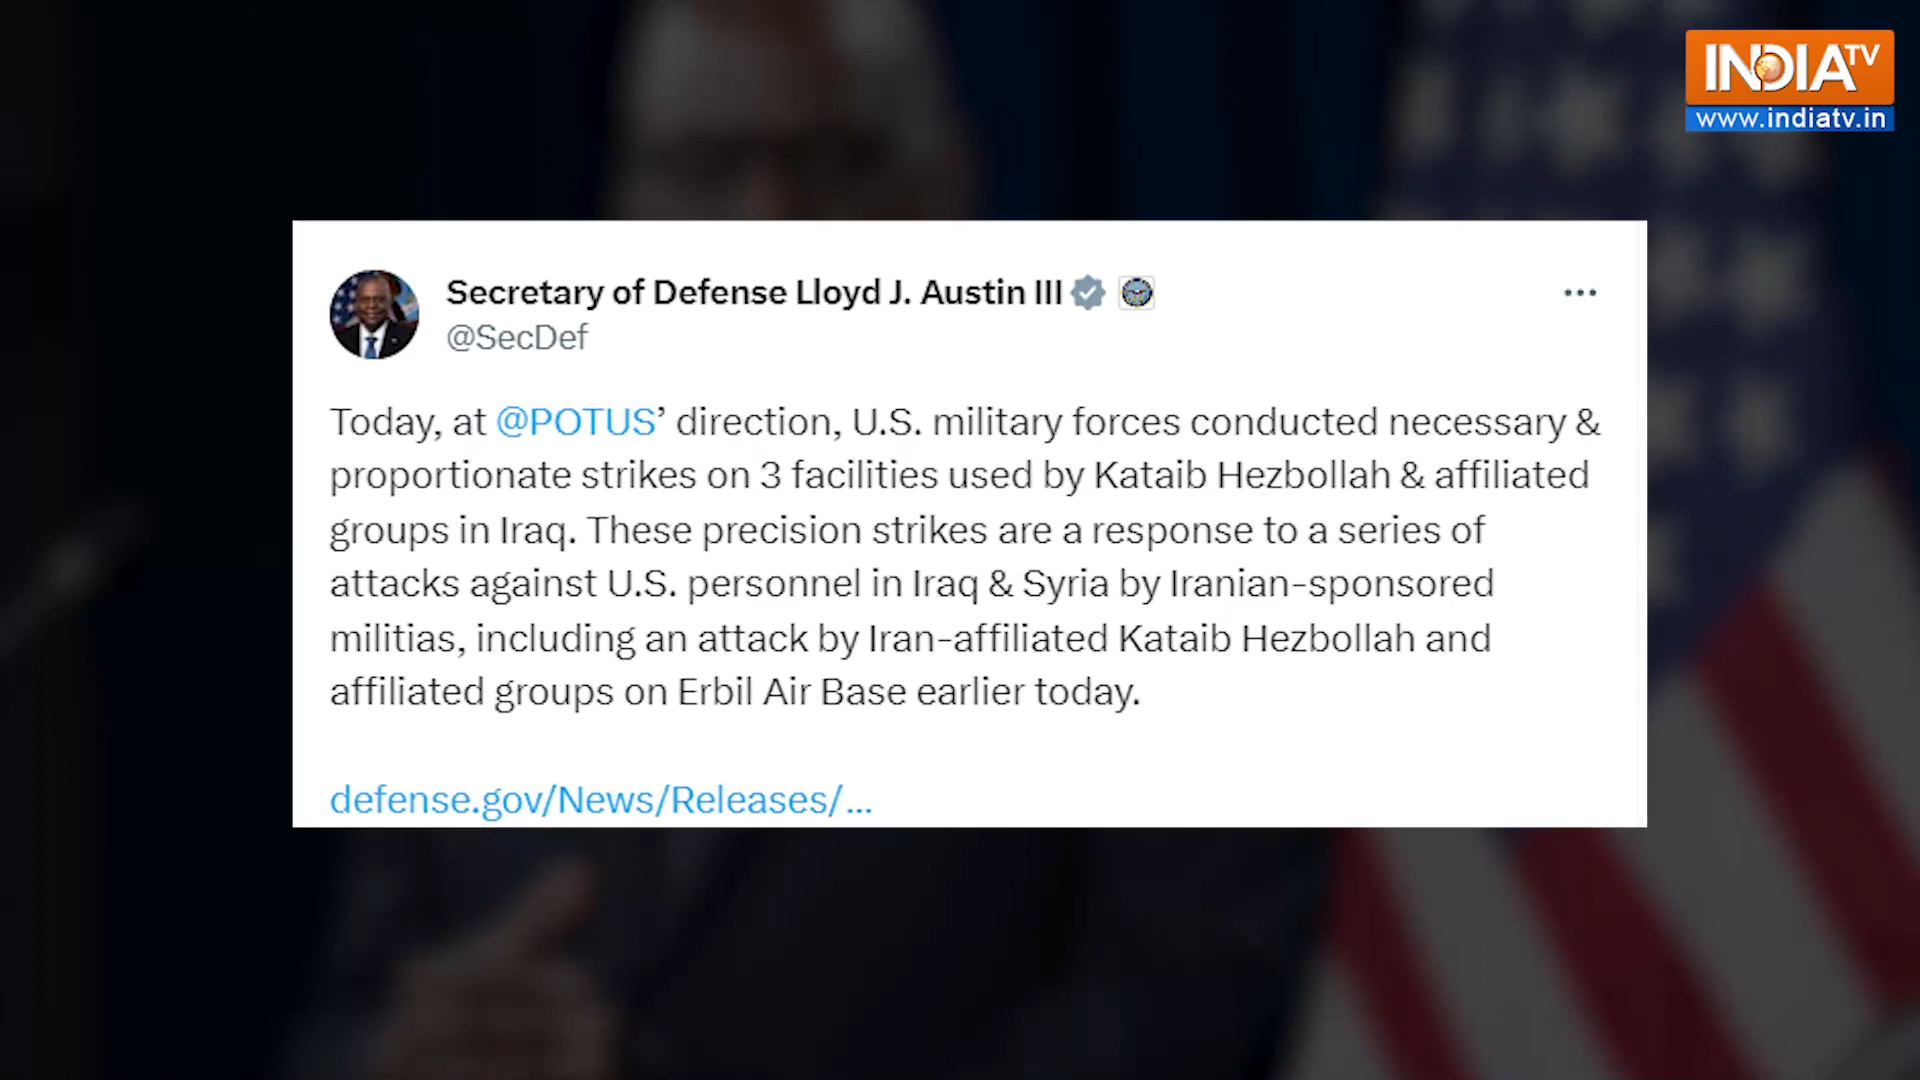 INDIA TV
www.indiatv.in
Secretary of Defense Lloyd J. Austin III
@SecDef
Today, at @POTUS’ direction, U.S. military forces conducted necessary &
proportionate strikes on 3 facilities used by Kataib Hezbollah & affiliated
groups in Iraq. These precision strikes are a response to a series of
attacks against U.S. personnel in Iraq & Syria by Iranian-sponsored
militias, including an attack by Iran-affiliated Kataib Hezbollah and
affiliated groups on Erbil Air Base earlier today.
defense.gov/News/Releases/...